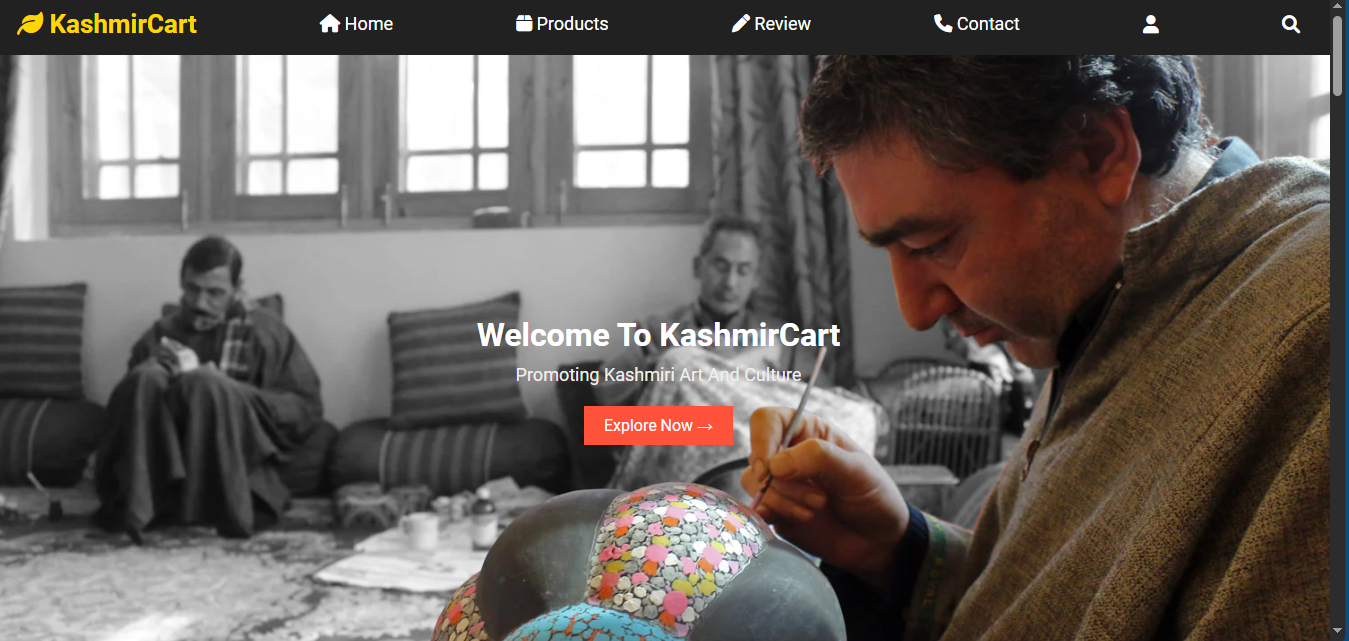 KashmirCart
Home
Products
Review
Contact
Welcome To KashmirCart
Promoting Kashmiri Art And Culture
Explore Now →